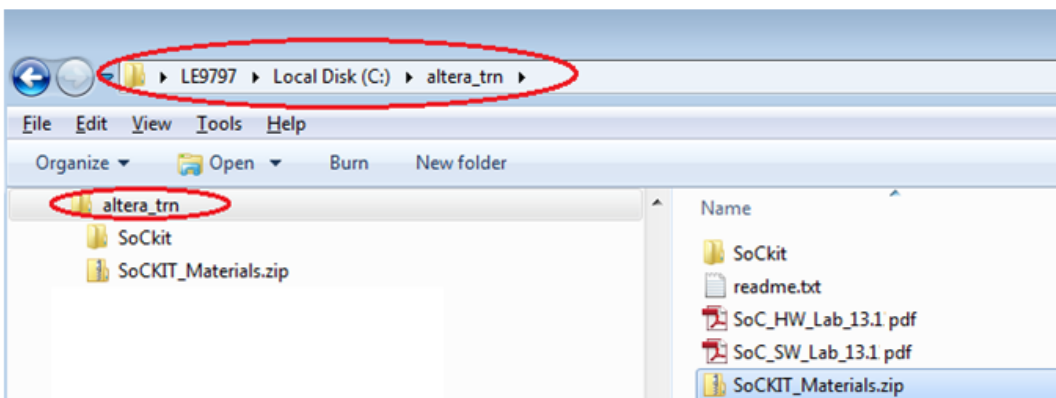 LE9797 Local Disk (C:) altera_trn
File Edit View Tools Help
Organize Open Burn New folder
altera_trn
SoCkit
SoCKIT_Materials.zip
Name
SoCkit
readme.txt
SoC_HW_Lab_13.1 pdf
SoC_SW_Lab_13.1 pdf
SoCKIT_Materials.zip